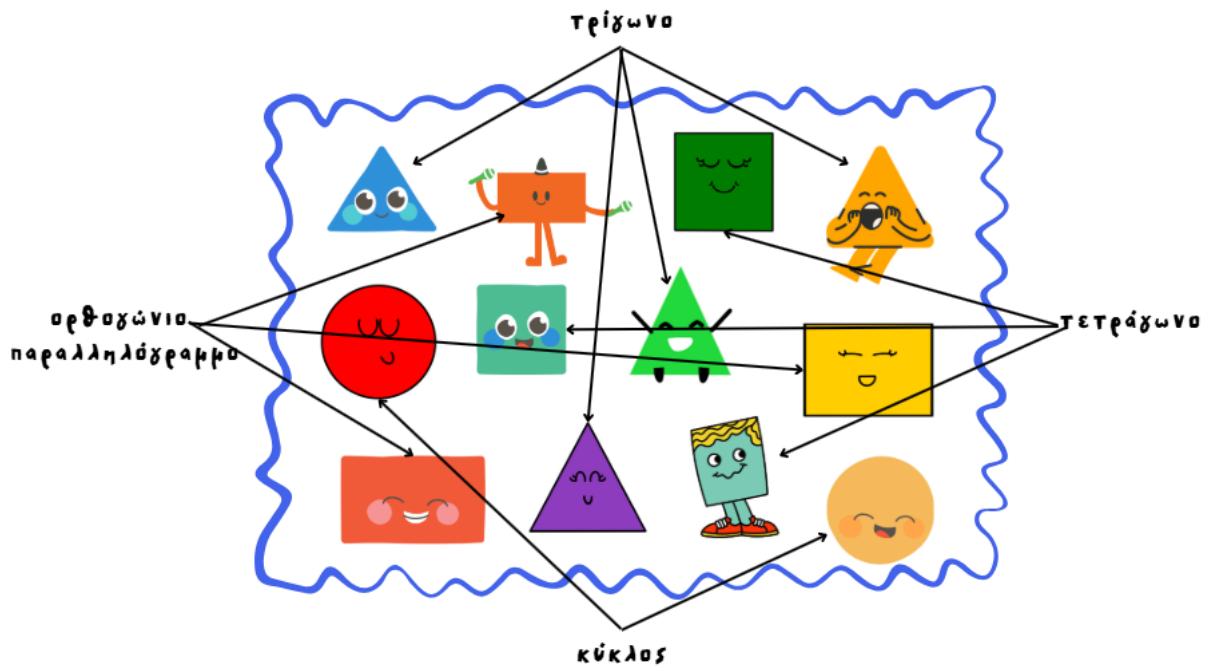 τρίγωνο
ορθογώνιο
παραλληλόγραμμο
τετράγωνο
κύκλος